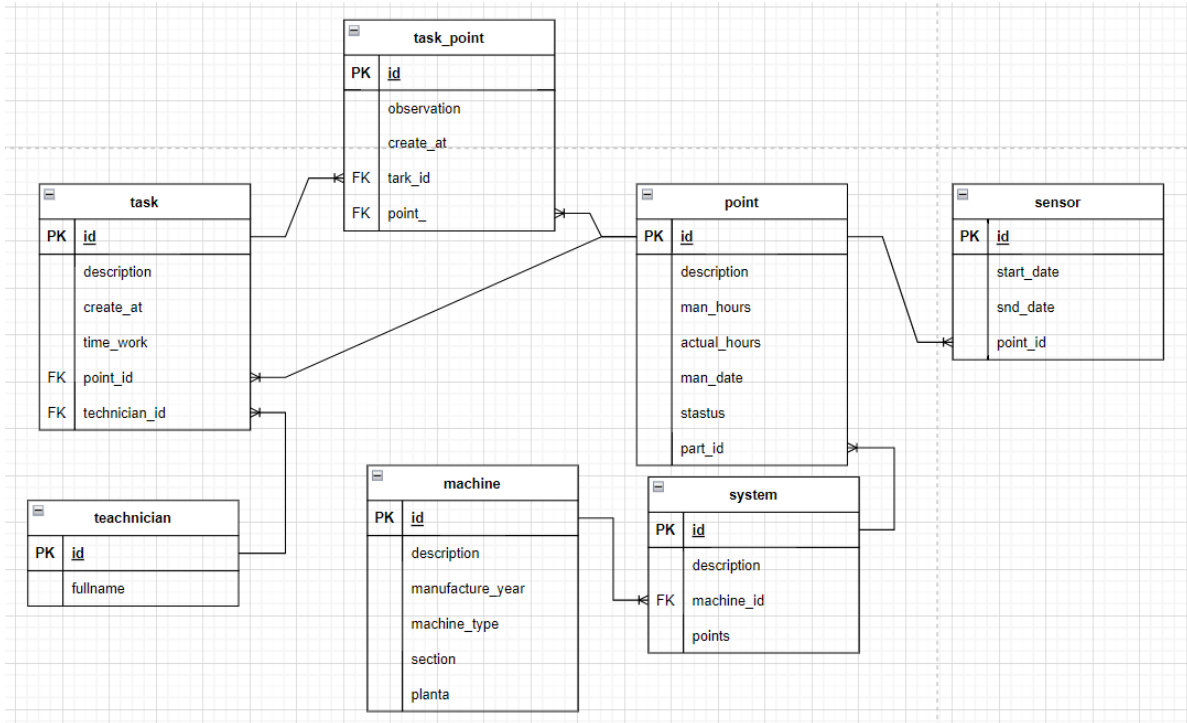 task_point
PK id
observation
create_at
FK tark_id
FK point_
task
PK id
description
create_at
time_work
FK point_id
FK technician_id
point
PK id
description
man_hours
actual_hours
man_date
stastus
part_id
sensor
PK id
start_date
snd_date
point_id
teachnician
PK id
fullname
machine
PK id
description
manufacture_year
machine_type
section
planta
system
PK id
description
FK machine_id
points